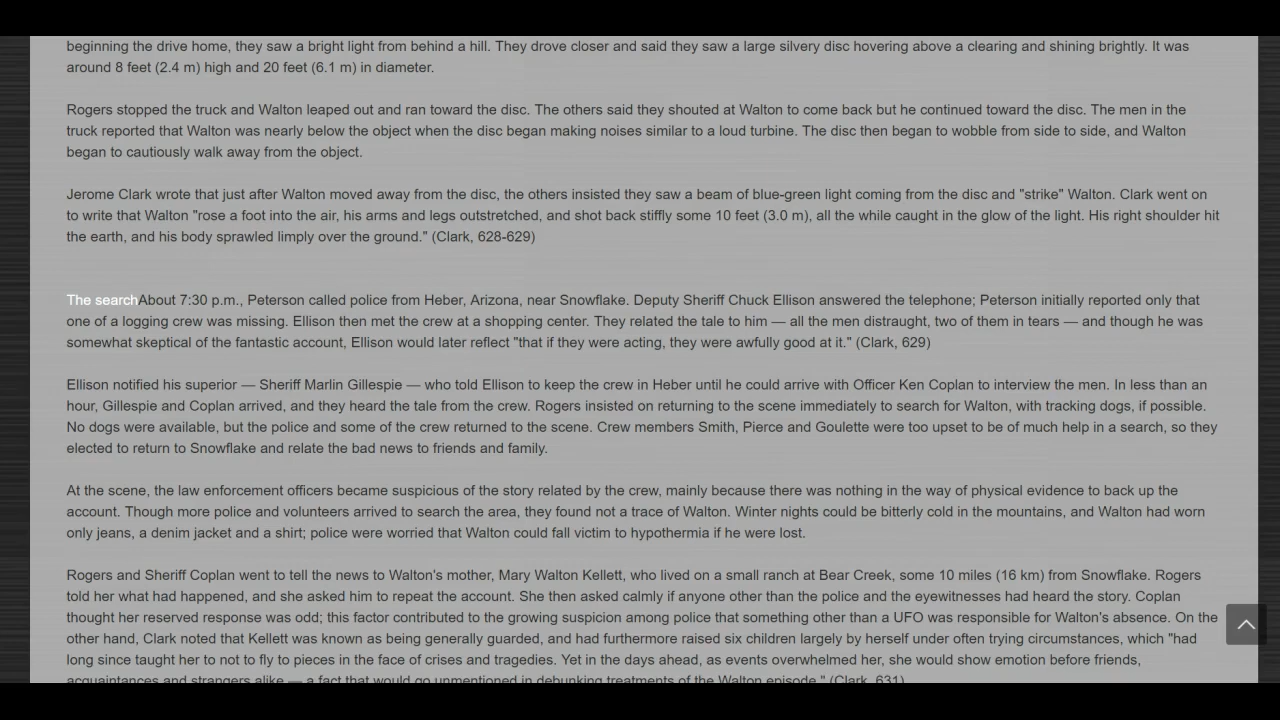 beginning the drive home, they saw a bright light from behind a hill. They drove closer and said they saw a large silvery disc hovering above a clearing and shining brightly. It was
around 8 feet (2.4 m) high and 20 feet (6.1 m) in diameter.
Rogers stopped the truck and Walton leaped out and ran toward the disc. The others said they shouted at Walton to come back but he continued toward the disc. The men in the
truck reported that Walton was nearly below the object when the disc began making noises similar to a loud turbine. The disc then began to wobble from side to side, and Walton
began to cautiously walk away from the object.
Jerome Clark wrote that just after Walton moved away from the disc, the others insisted they saw a beam of blue-green light coming from the disc and "strike" Walton. Clark went on
to write that Walton "rose a foot into the air, his arms and legs outstretched, and shot back stiffly some 10 feet (3.0 m), all the while caught in the glow of the light. His right shoulder hit
the earth, and his body sprawled limply over the ground." (Clark, 628-629)
The searchAbout 7:30 p.m., Peterson called police from Heber, Arizona, near Snowflake. Deputy Sheriff Chuck Ellison answered the telephone; Peterson initially reported only that
one of a logging crew was missing. Ellison then met the crew at a shopping center. They related the tale to him — all the men distraught, two of them in tears — and though he was
somewhat skeptical of the fantastic account, Ellison would later reflect "that if they were acting, they were awfully good at it." (Clark, 629)
Ellison notified his superior — Sheriff Marlin Gillespie — who told Ellison to keep the crew in Heber until he could arrive with Officer Ken Coplan to interview the men. In less than an
hour, Gillespie and Coplan arrived, and they heard the tale from the crew. Rogers insisted on returning to the scene immediately to search for Walton, with tracking dogs, if possible.
No dogs were available, but the police and some of the crew returned to the scene. Crew members Smith, Pierce and Goulette were too upset to be of much help in a search, so they
elected to return to Snowflake and relate the bad news to friends and family.
At the scene, the law enforcement officers became suspicious of the story related by the crew, mainly because there was nothing in the way of physical evidence to back up the
account. Though more police and volunteers arrived to search the area, they found not a trace of Walton. Winter nights could be bitterly cold in the mountains, and Walton had worn
only jeans, a denim jacket and a shirt; police were worried that Walton could fall victim to hypothermia if he were lost.
Rogers and Sheriff Coplan went to tell the news to Walton's mother, Mary Walton Kellett, who lived on a small ranch at Bear Creek, some 10 miles (16 km) from Snowflake. Rogers
told her what had happened, and she asked him to repeat the account. She then asked calmly if anyone other than the police and the eyewitnesses had heard the story. Coplan
thought her reserved response was odd; this factor contributed to the growing suspicion among police that something other than a UFO was responsible for Walton's absence. On the
other hand, Clark noted that Kellett was known as being generally guarded, and had furthermore raised six children largely by herself under often trying circumstances, which "had
long since taught her to not to fly to pieces in the face of crises and tragedies. Yet in the days ahead, as events overwhelmed her, she would show emotion before friends,
acquaintances and strangers alike — a fact that would go unmentioned in debunking treatments of the Walton episode." (Clark, 631)